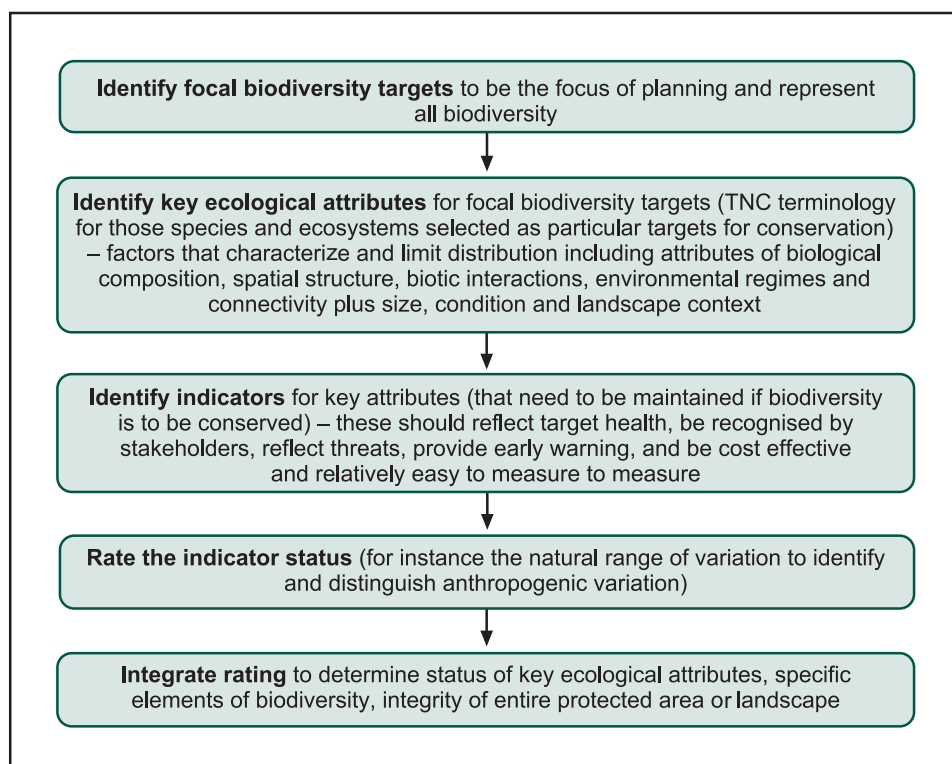 Identify focal biodiversity targets to be the focus of planning and represent
all biodiversity
Identify key ecological attributes for focal biodiversity targets (TNC terminology
for those species and ecosystems selected as particular targets for conservation)
– factors that characterize and limit distribution including attributes of biological
composition, spatial structure, biotic interactions, environmental regimes and
connectivity plus size, condition and landscape context
Identify indicators for key attributes (that need to be maintained if biodiversity
is to be conserved) – these should reflect target health, be recognised by
stakeholders, reflect threats, provide early warning, and be cost effective
and relatively easy to measure to measure
Rate the indicator status (for instance the natural range of variation to identify
and distinguish anthropogenic variation)
Integrate rating to determine status of key ecological attributes, specific
elements of biodiversity, integrity of entire protected area or landscape